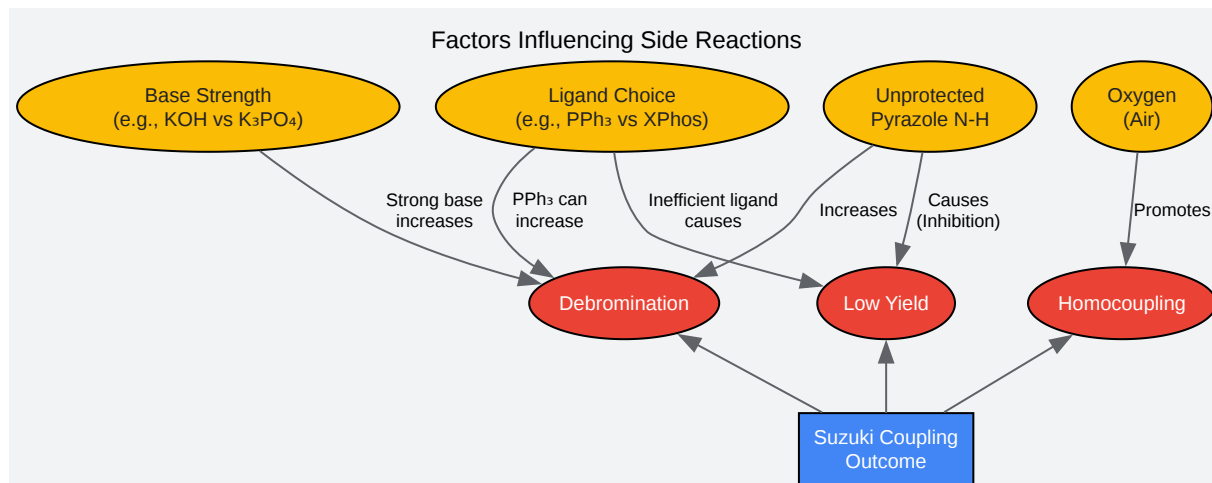 Factors Influencing Side Reactions
Base Strength
(e.g., KOH vs K₃PO₄)
Ligand Choice
(e.g., PPh₃ vs XPhos)
Unprotected
Pyrazole N-H
Oxygen
(Air)
Strong base
increases
PPh₃ can
increase
Inefficient ligand
causes
Increases
Causes
(Inhibition)
Promotes
Debromination
Low Yield
Homocoupling
Suzuki Coupling
Outcome